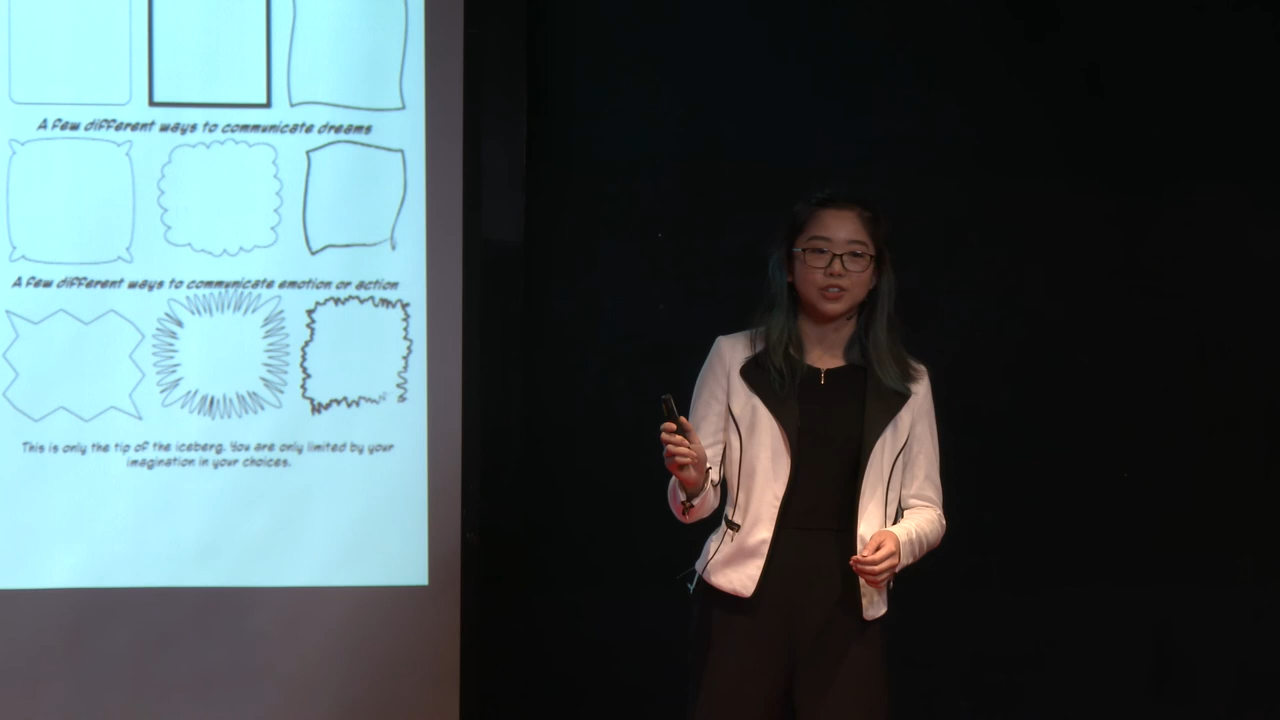 A few different ways to communicate dreams
A few different ways to communicate emotion or action
This is only the tip of the iceberg. You are only limited by your
imagination in your choices.